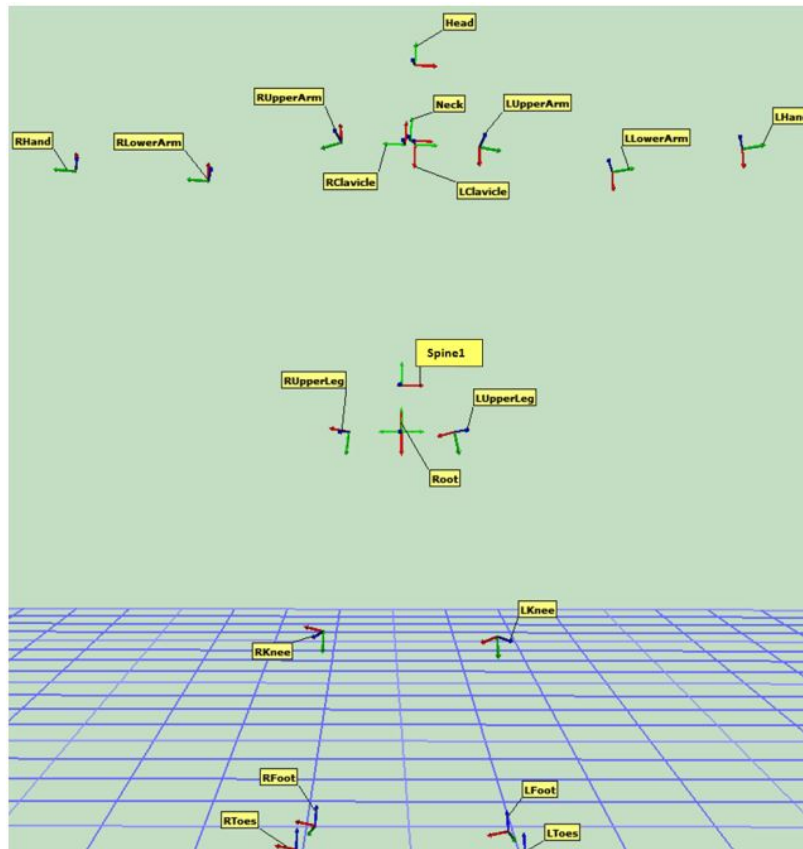 Head
RUpperArm
Neck
LUpperArm
RHand
RLowerArm
LLowerArm
LHan
RClavicle
LClavicle
Spine1
RUpperLeg
LUpperLeg
Root
LKnee
RKnee
RFoot
LFoot
RToes
LToes